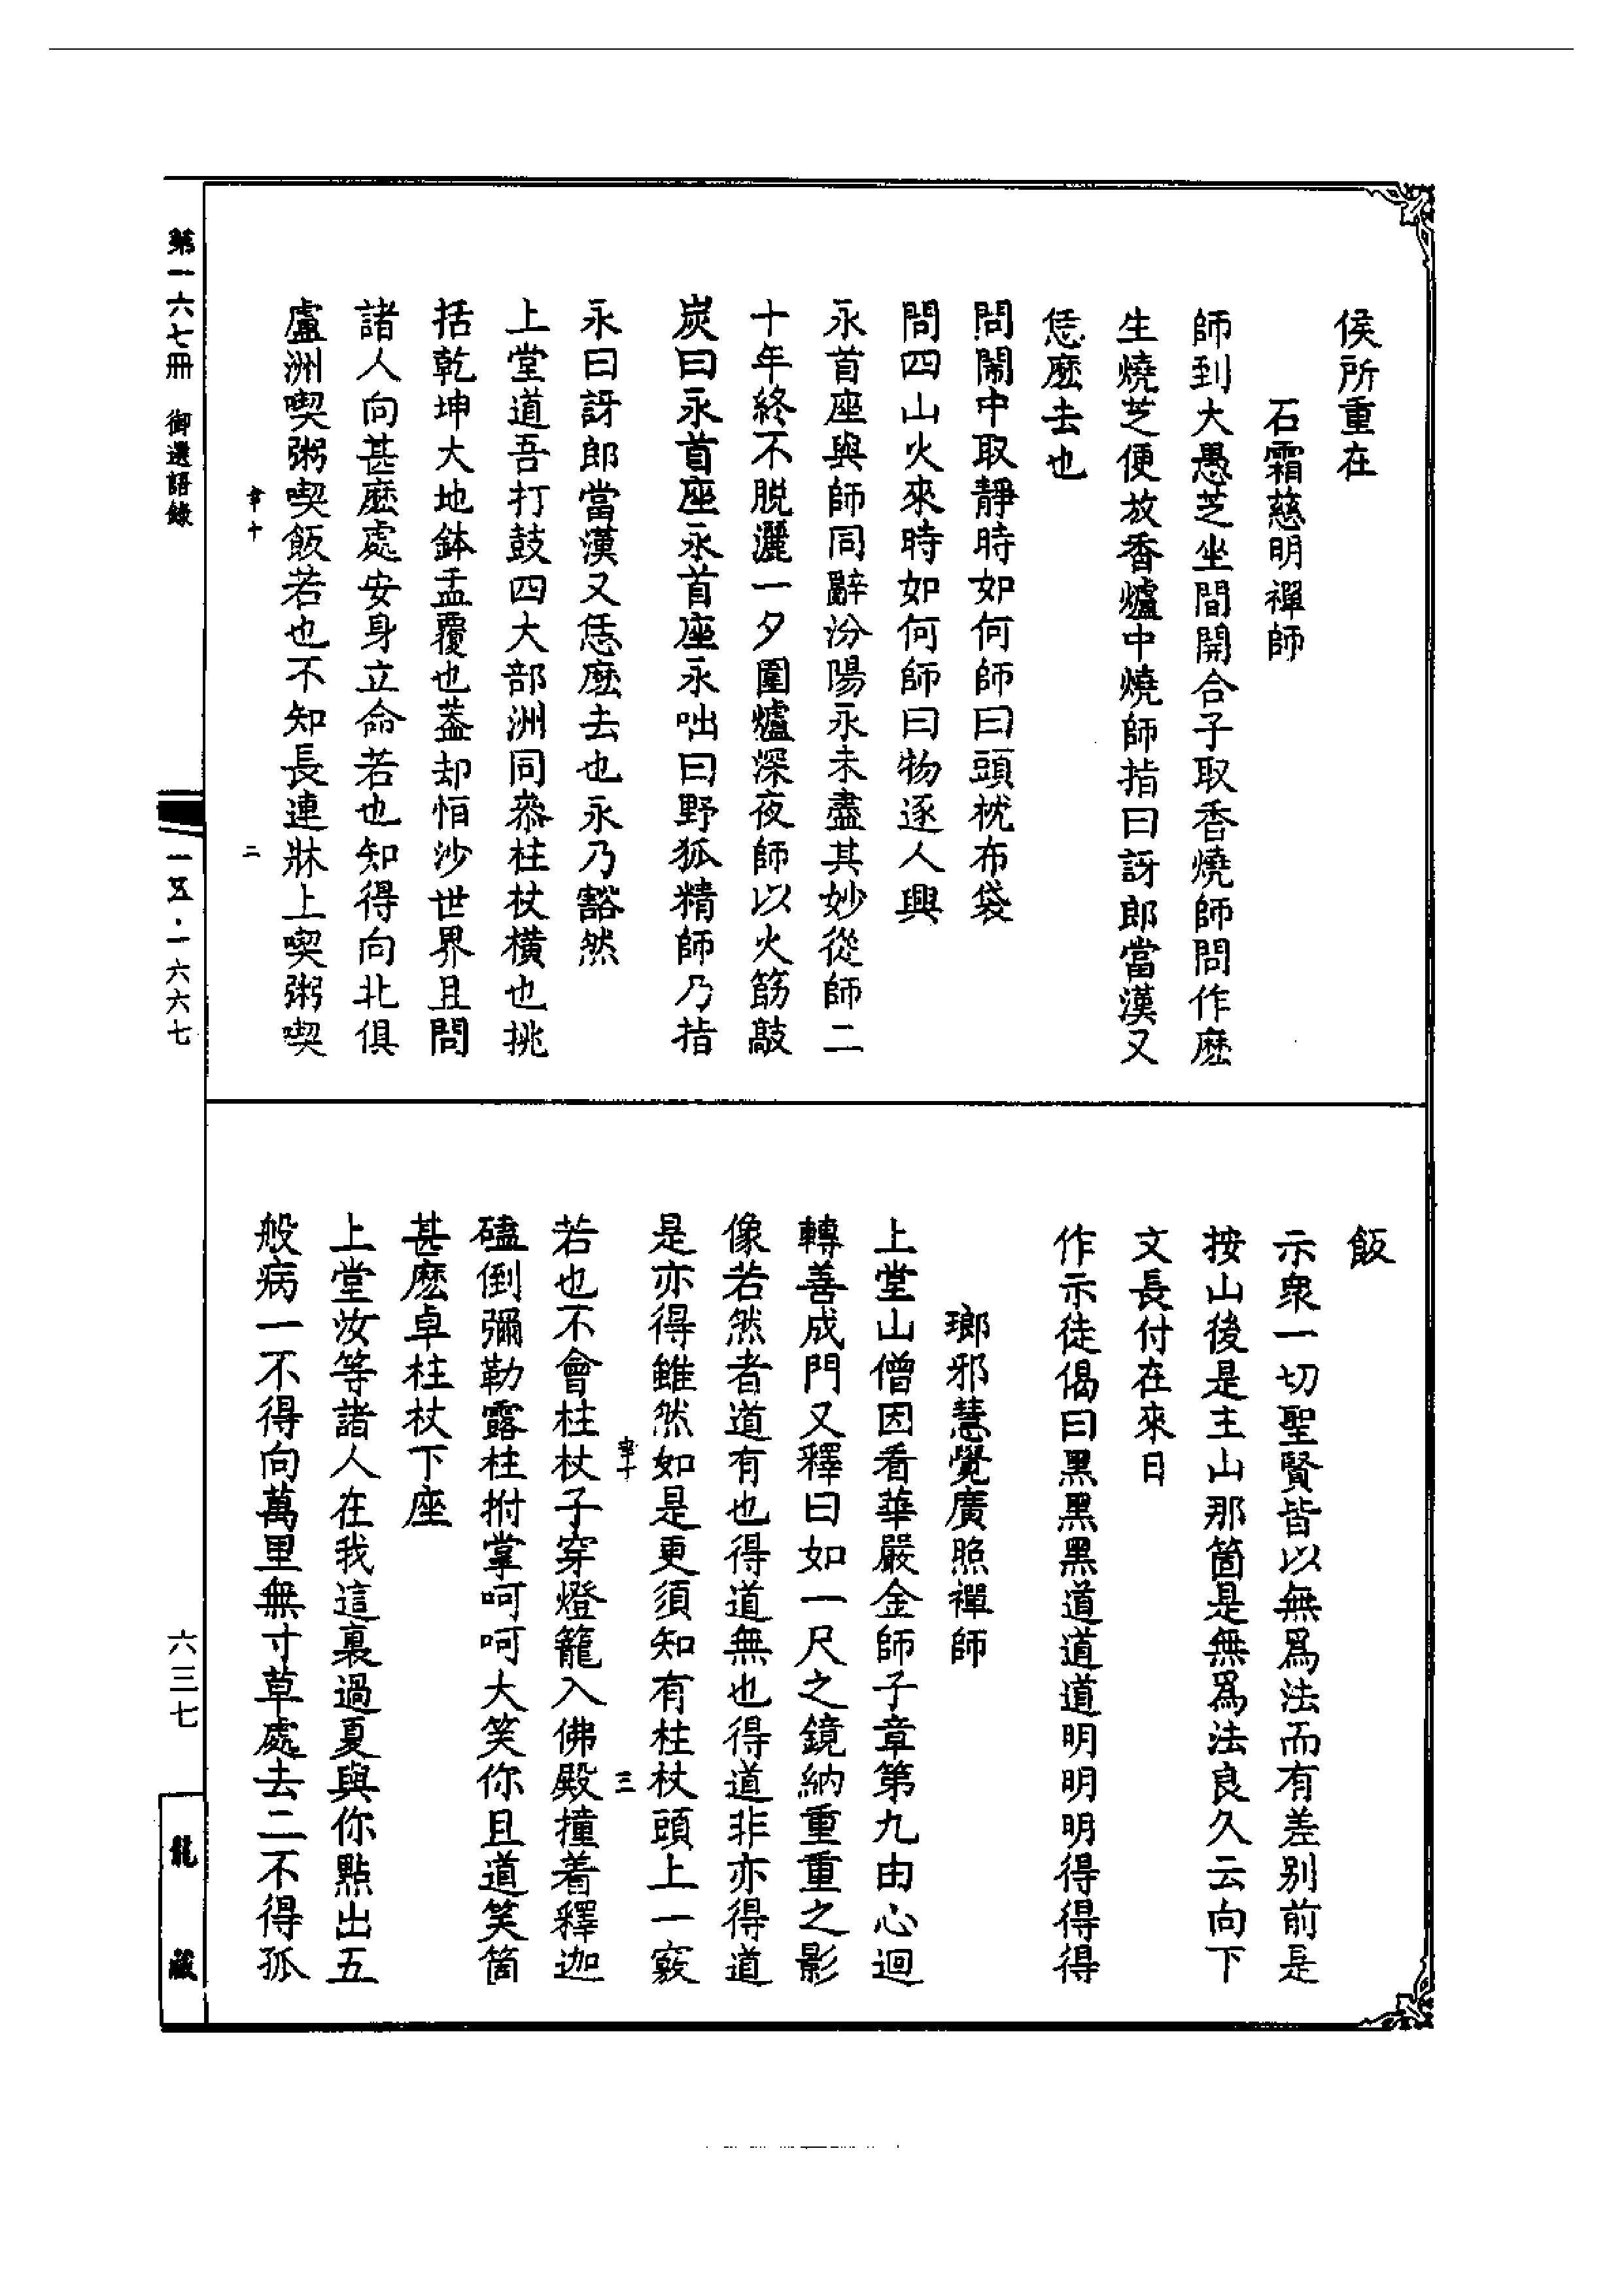 侯所重在
石霜慈明禪師
師到大愚芝坐間開合子取香燒師問作麽
生燒芝便放香爐中燒師指曰訝郎當漢又
恁麽去也
問鬧中取靜時如何師曰頭枕布袋
問四山火來時如何師曰物逐人興
永首座與師同辭汾陽永未盡其妙從師二
十年終不脫灑一夕圍爐深夜師以火筯敲
炭曰永首座永首座永咄曰野狐精師乃指
永曰訝郎當漢又恁麽去也永乃豁然
上堂道吾打鼓四大部洲同叅柱杖橫也挑
括乾坤大地鉢盂覆也葢却恒沙世界且問
諸人向甚麽處安身立命若也知得向北俱
盧洲喫粥喫飯若也不知長連牀上喫粥喫
宰十
二
飯
示衆一切聖賢皆以無爲法而有差别前是
按山後是主山那箇是無爲法良久云向下
文長付在來日
作示徒偈曰黑黑黑道道道明明明得得得
瑯邪慧覺廣照禪師
上堂山僧因看華嚴金師子章第九由心迴
轉善成門又釋曰如一尺之鏡納重重之影
像若然者道有也得道無也得道非亦得道
是亦得雖然如是更須知有柱杖頭上一竅
宰十
三
若也不會柱杖子穿燈籠入佛殿撞着釋迦
磕倒彌勒露柱拊掌呵呵大笑你且道笑箇
甚麽卓柱杖下座
上堂汝等諸人在我這裏過夏與你點出五
般病一不得向萬里無寸草處去二不得孤
第一六七冊
御選語錄
一五·一六六七
六三七
龍藏